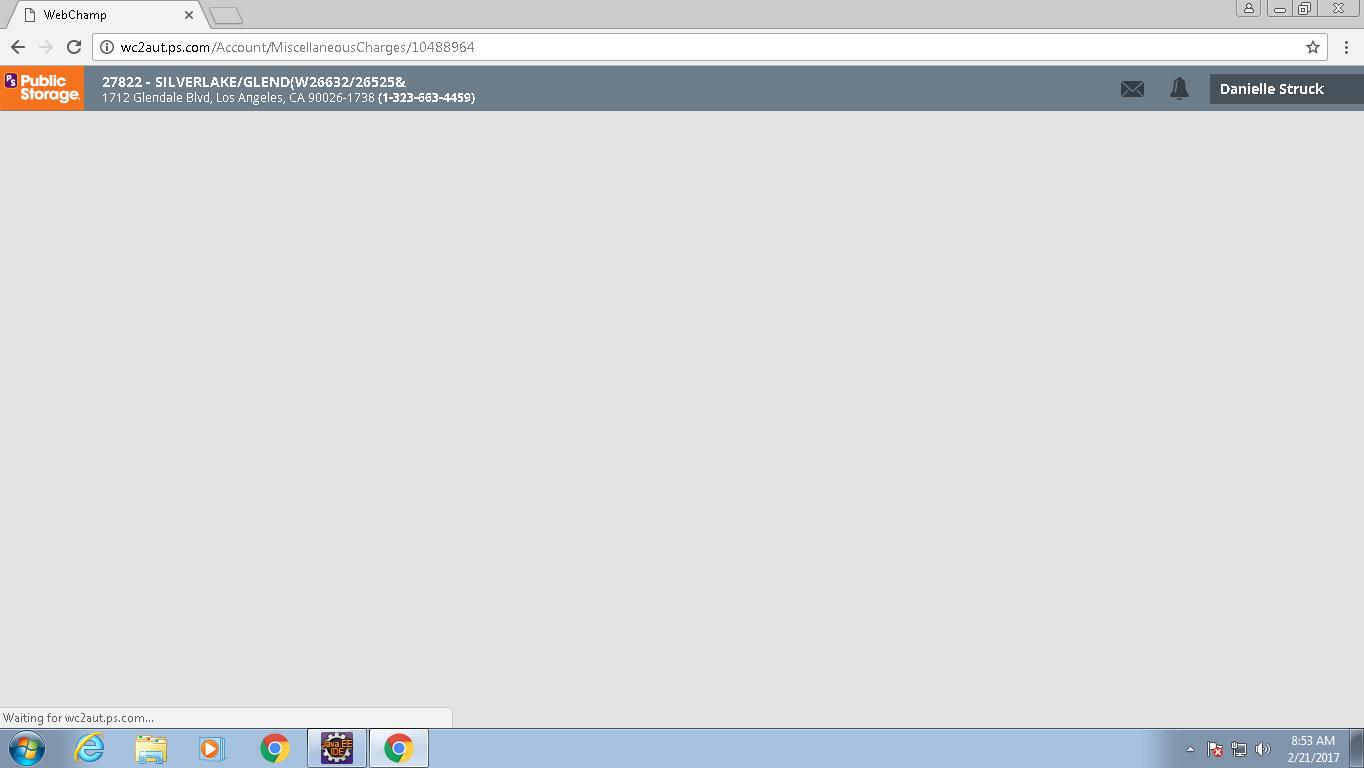 WebChamp
wc2aut.ps.com/Account/MiscellaneousCharges/10488964
PS Public Storage.
27822 - SILVERLAKE/GLEND(W26632/26525&
1712 Glendale Blvd, Los Angeles, CA 90026-1738 (1-323-663-4459)
Danielle Struck
Waiting for wc2aut.ps.com...
Java EE
IDE
8:53 AM
2/21/2017